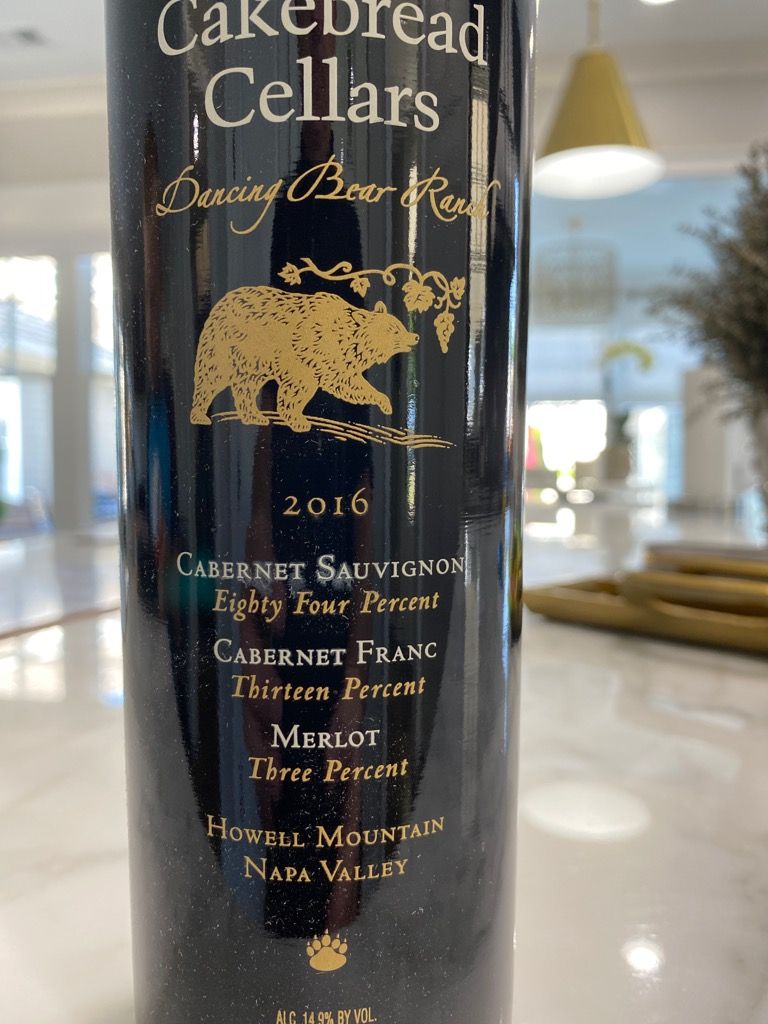 Cakebread
Cellars
Dancing Bear Ranch
2016
CABERNET SAUVIGNON
Eighty Four Percent
CABERNET FRANC
Thirteen Percent
MERLOT
Three Percent
HOWELL MOUNTAIN
NAPA VALLEY
ALC 14.9% BY VOL.